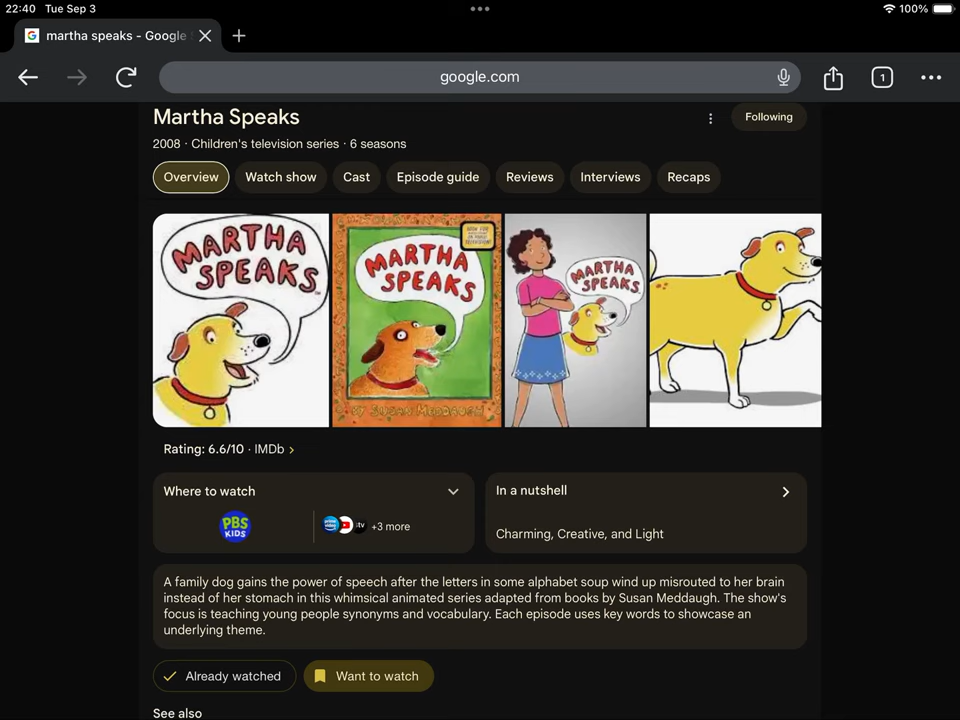 22:40 Tue Sep 3
100%
martha speaks - Google
google.com
1
Martha Speaks
Following
2008 · Children's television series · 6 seasons
Overview
Watch show
Cast
Episode guide
Reviews
Interviews
Recaps
MARTHA
SPEAKS
MARTHA
SPEAKS
BY SUSAN MEDDAUGH
MARTHA
SPEAKS
Rating: 6.6/10 · IMDb
Where to watch
PBS
KIDS
prime
video
tv
+3 more
In a nutshell
Charming, Creative, and Light
A family dog gains the power of speech after the letters in some alphabet soup wind up misrouted to her brain
instead of her stomach in this whimsical animated series adapted from books by Susan Meddaugh. The show's
focus is teaching young people synonyms and vocabulary. Each episode uses key words to showcase an
underlying theme.
Already watched
Want to watch
See also